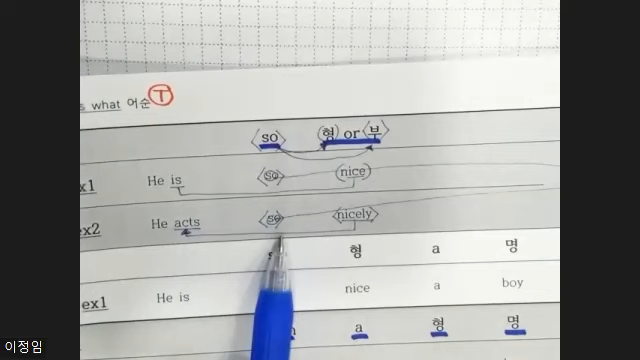 s what 어순 T
<so> (형) or <부>
x1 He is <so> (nice)
ex2 He acts <so> <nicely>
형 a 명
ex1 He is nice a boy
a 형 명
이정임